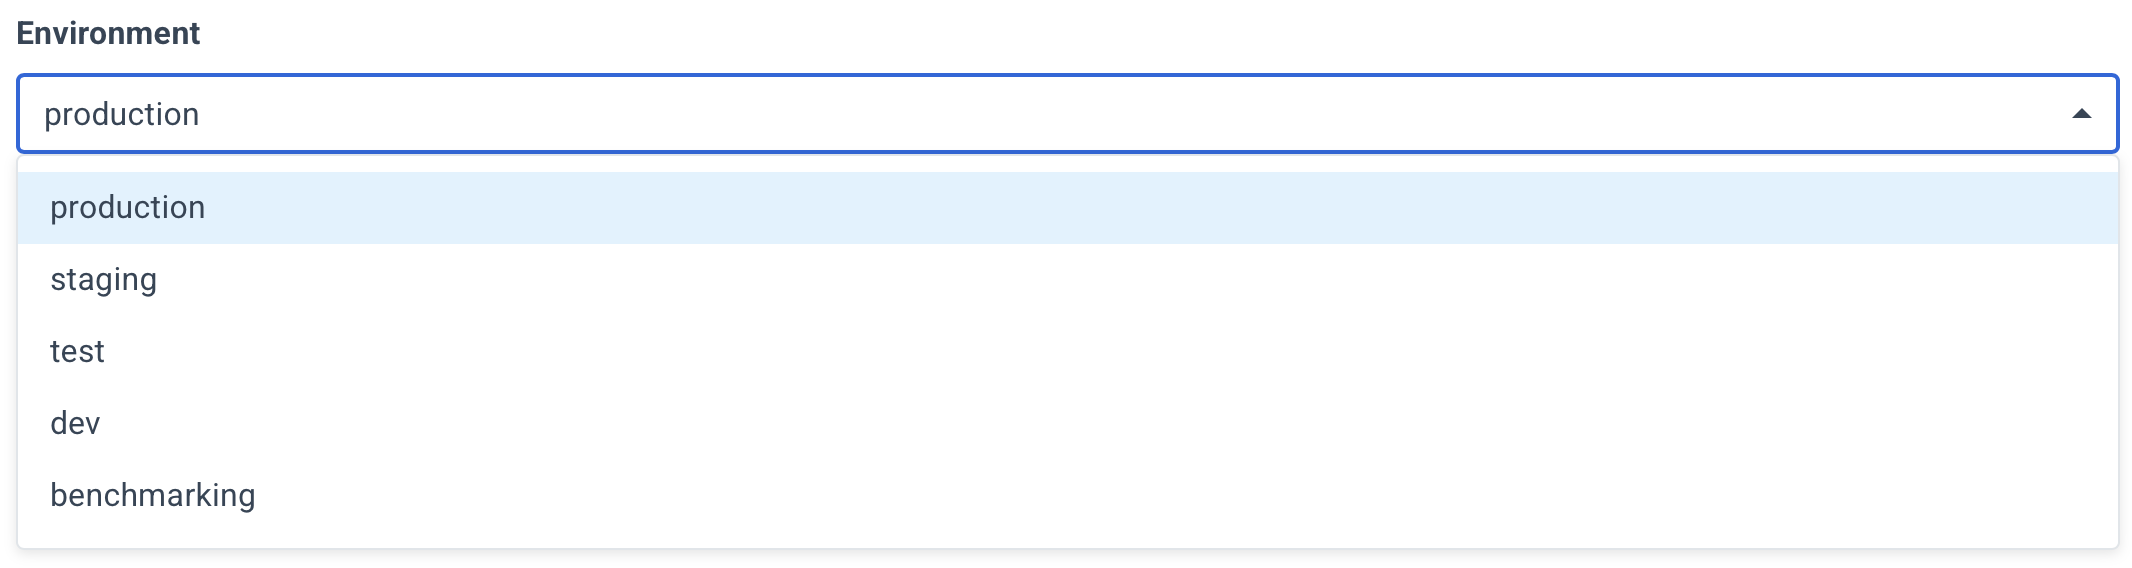 Environment
production
production
staging
test
dev
benchmarking